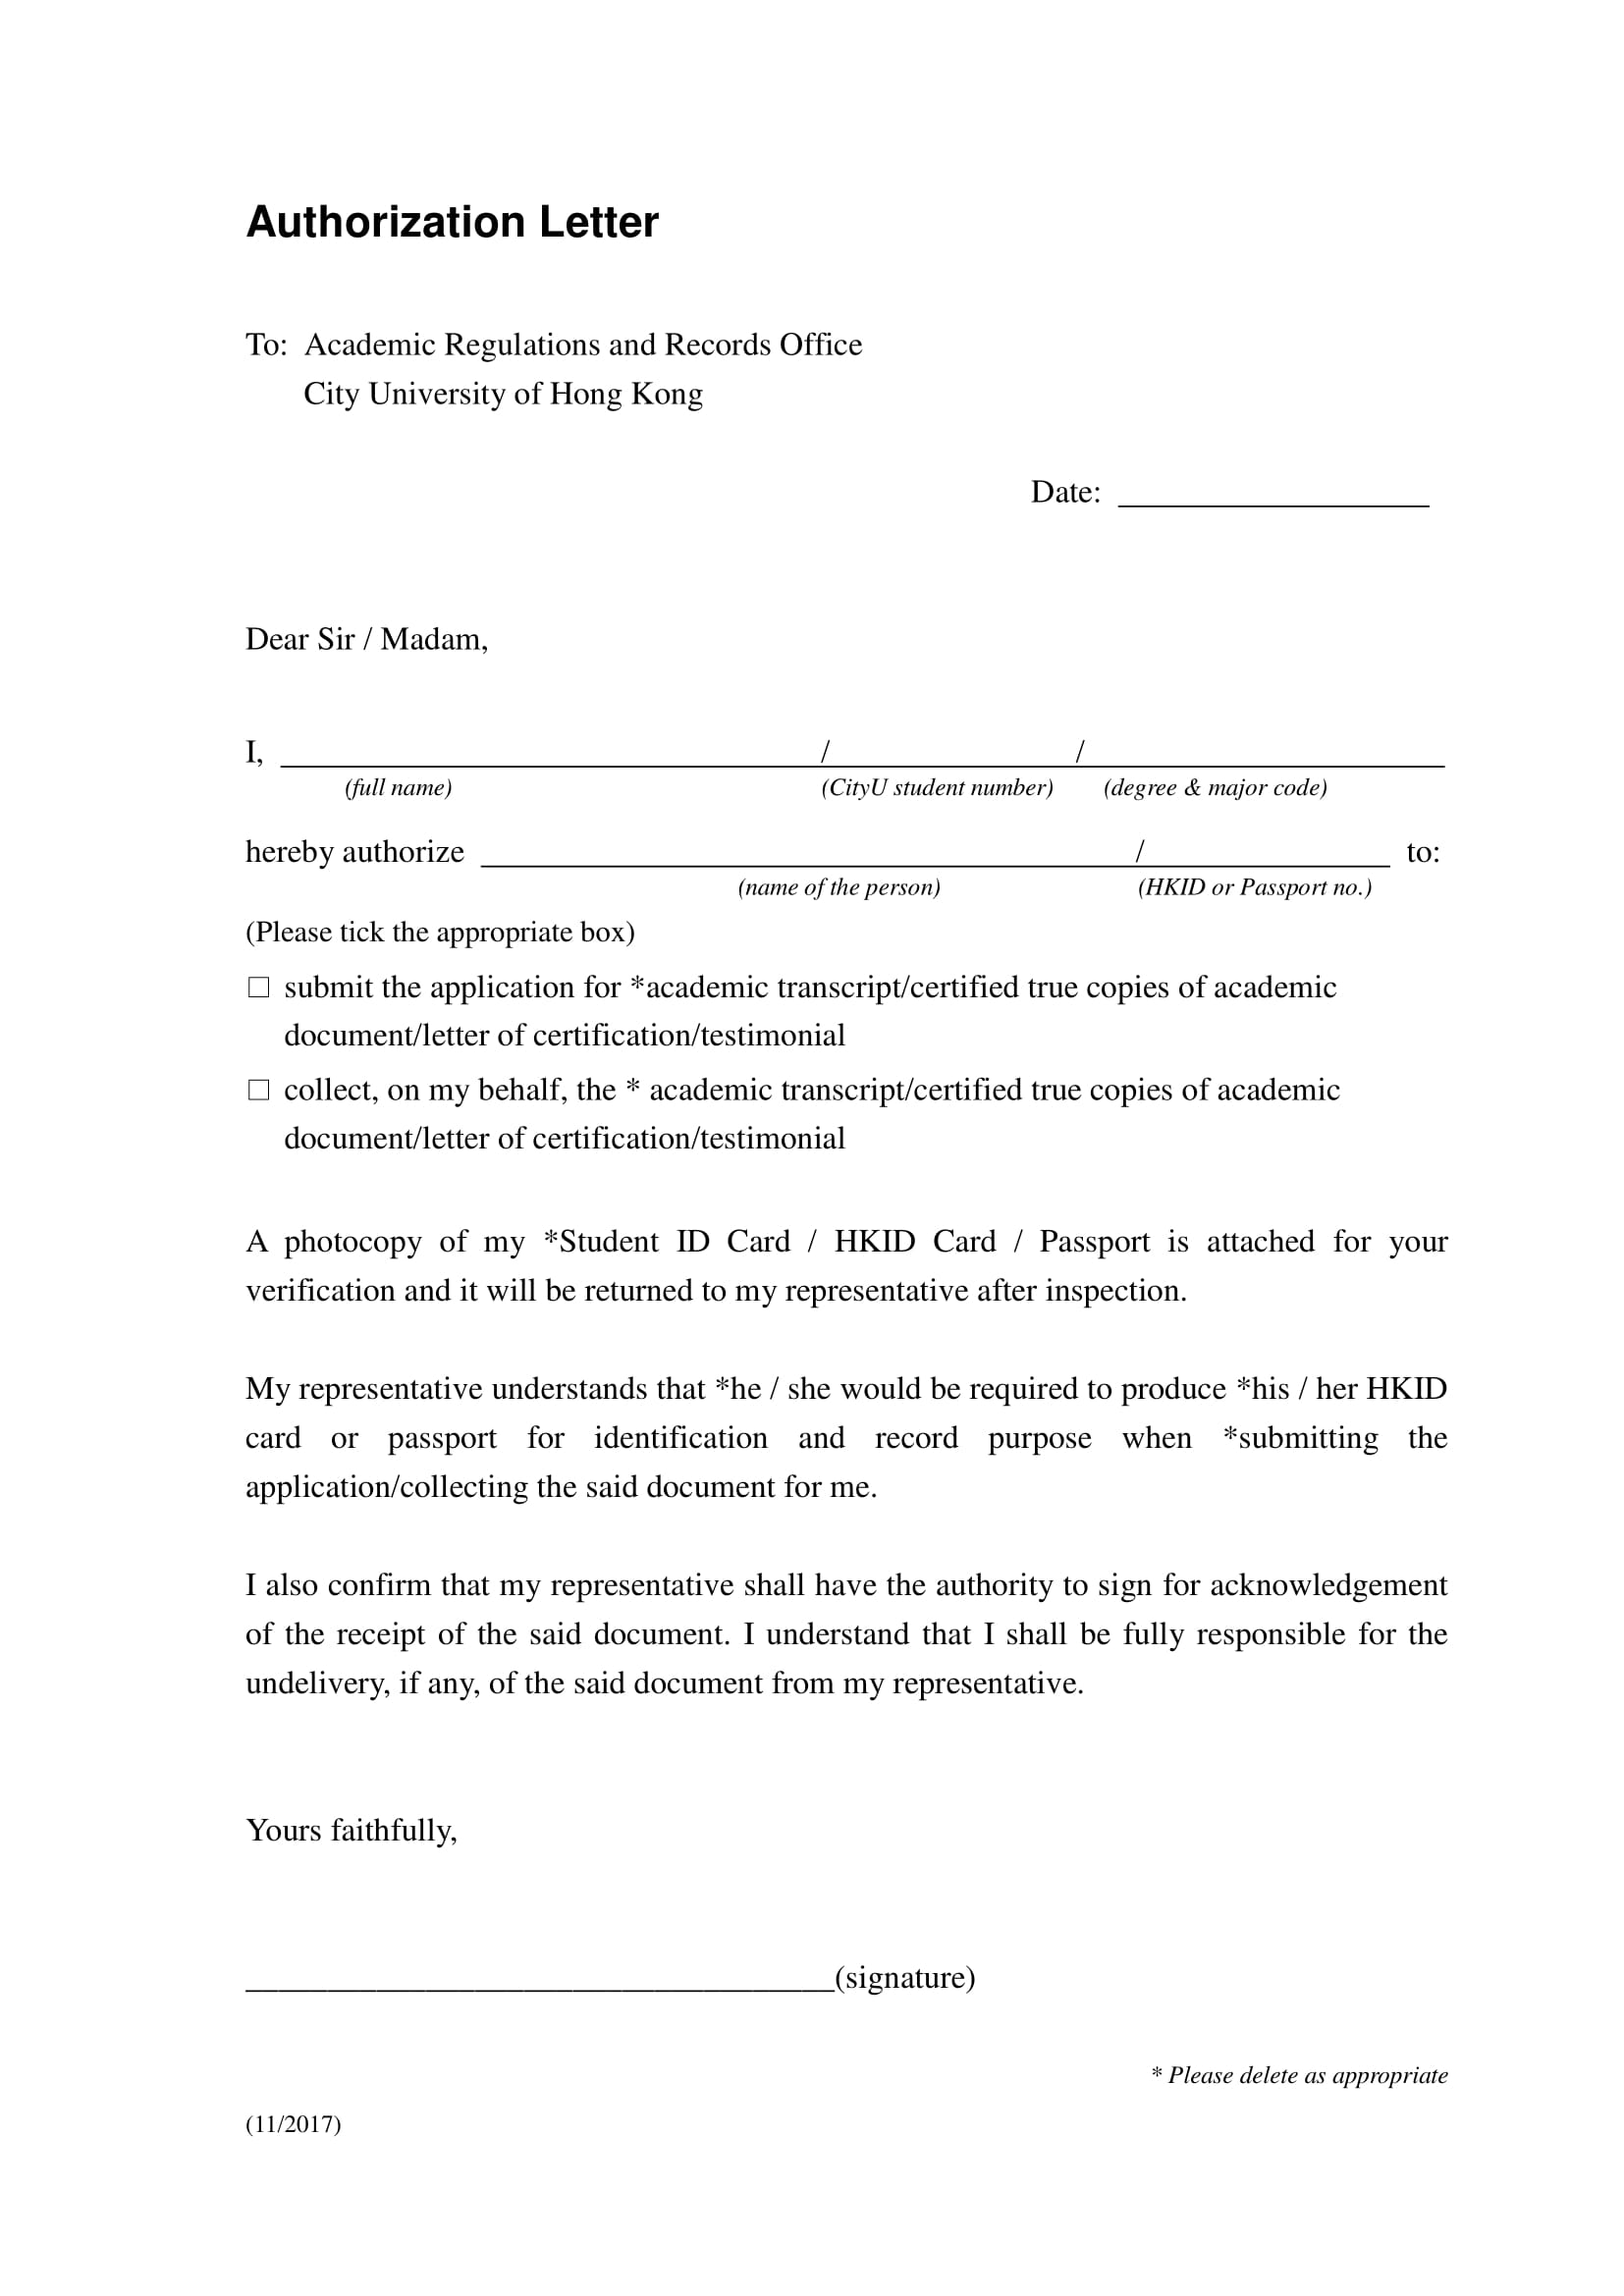 Authorization Letter
To: Academic Regulations and Records Office
City University of Hong Kong
Date: ___________________
Dear Sir / Madam,
I, _________________________________/_______________/______________________
(full name) (CityU student number) (degree & major code)
hereby authorize ________________________________________/_______________ to:
(name of the person) (HKID or Passport no.)
(Please tick the appropriate box)
□ submit the application for *academic transcript/certified true copies of academic
document/letter of certification/testimonial
□ collect, on my behalf, the * academic transcript/certified true copies of academic
document/letter of certification/testimonial
A photocopy of my *Student ID Card / HKID Card / Passport is attached for your
verification and it will be returned to my representative after inspection.
My representative understands that *he / she would be required to produce *his / her HKID
card or passport for identification and record purpose when *submitting the
application/collecting the said document for me.
I also confirm that my representative shall have the authority to sign for acknowledgement
of the receipt of the said document. I understand that I shall be fully responsible for the
undelivery, if any, of the said document from my representative.
Yours faithfully,
____________________________________(signature)
* Please delete as appropriate
(11/2017)